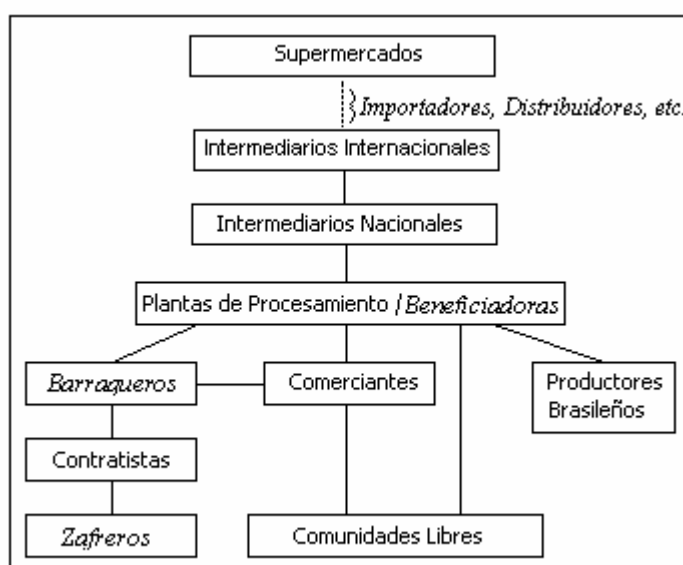 Supermercados
}Importadores, Distribuidores, etc.
Intermediarios Internacionales
Intermediarios Nacionales
Plantas de Procesamiento / Beneficiadoras
Barraqueros
Comerciantes
Productores
Brasileños
Contratistas
Zafreros
Comunidades Libres